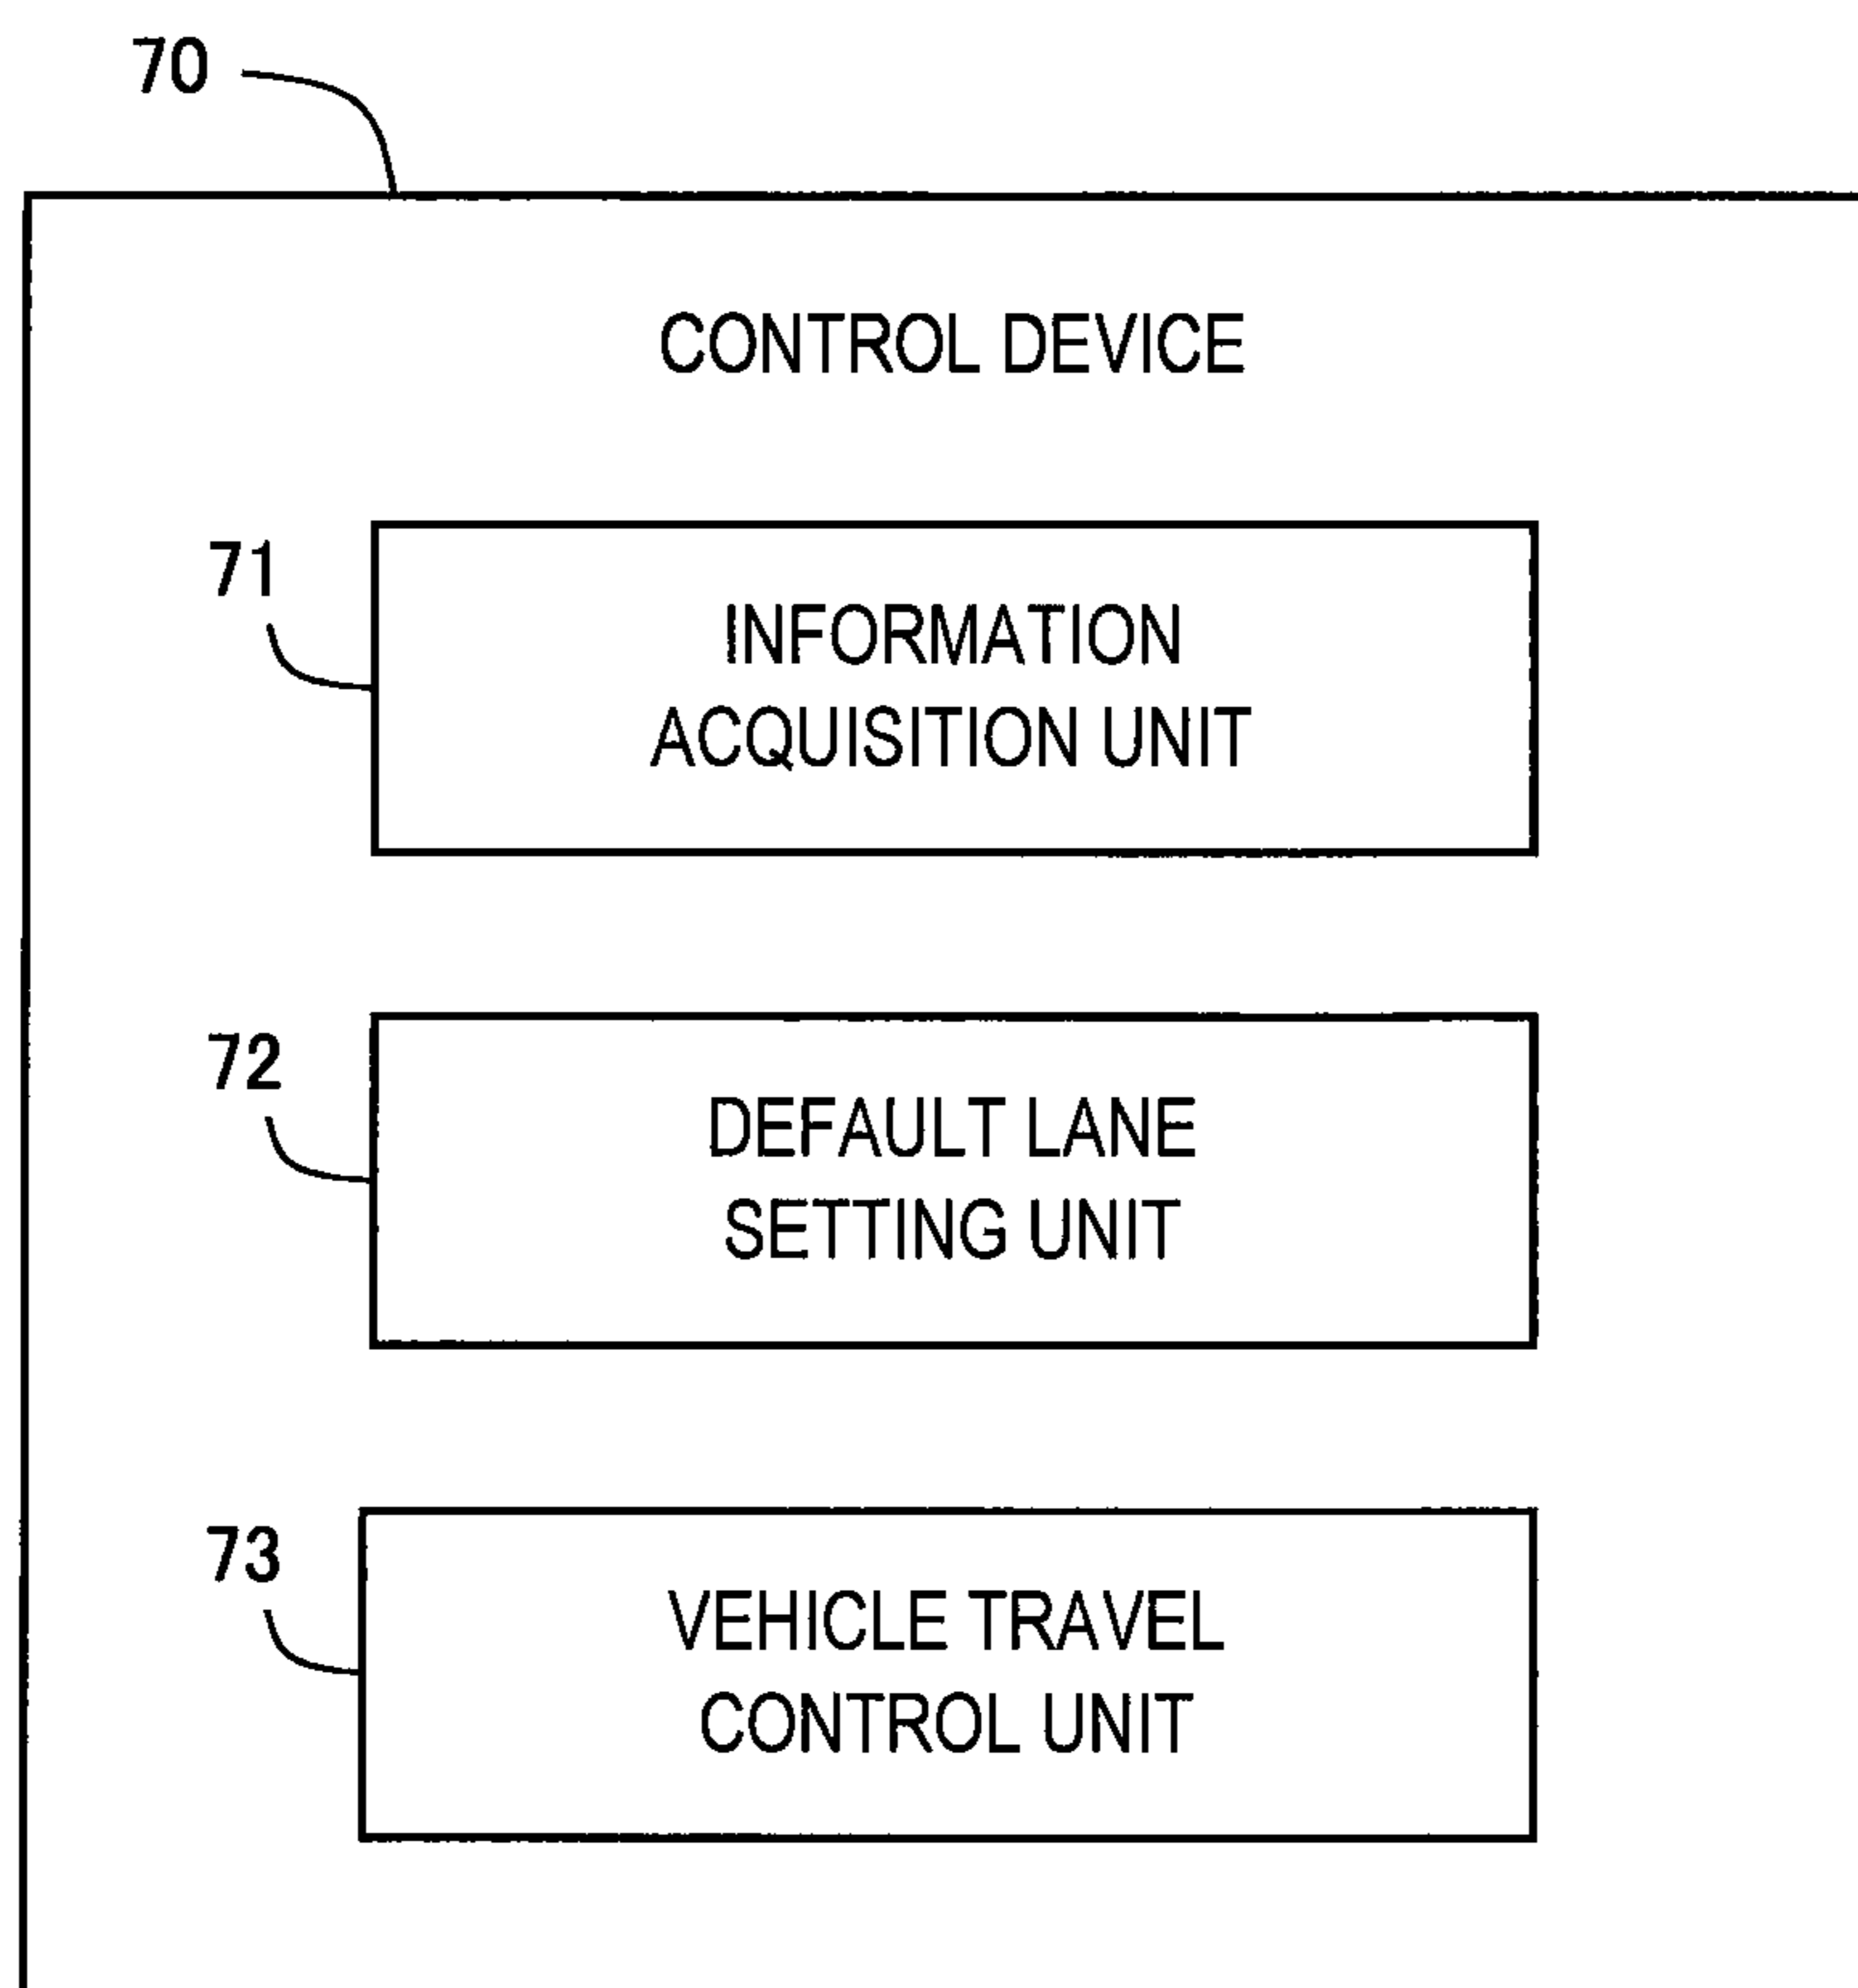 70
CONTROL DEVICE
71
INFORMATION
ACQUISITION UNIT
72
DEFAULT LANE
SETTING UNIT
73
VEHICLE TRAVEL
CONTROL UNIT